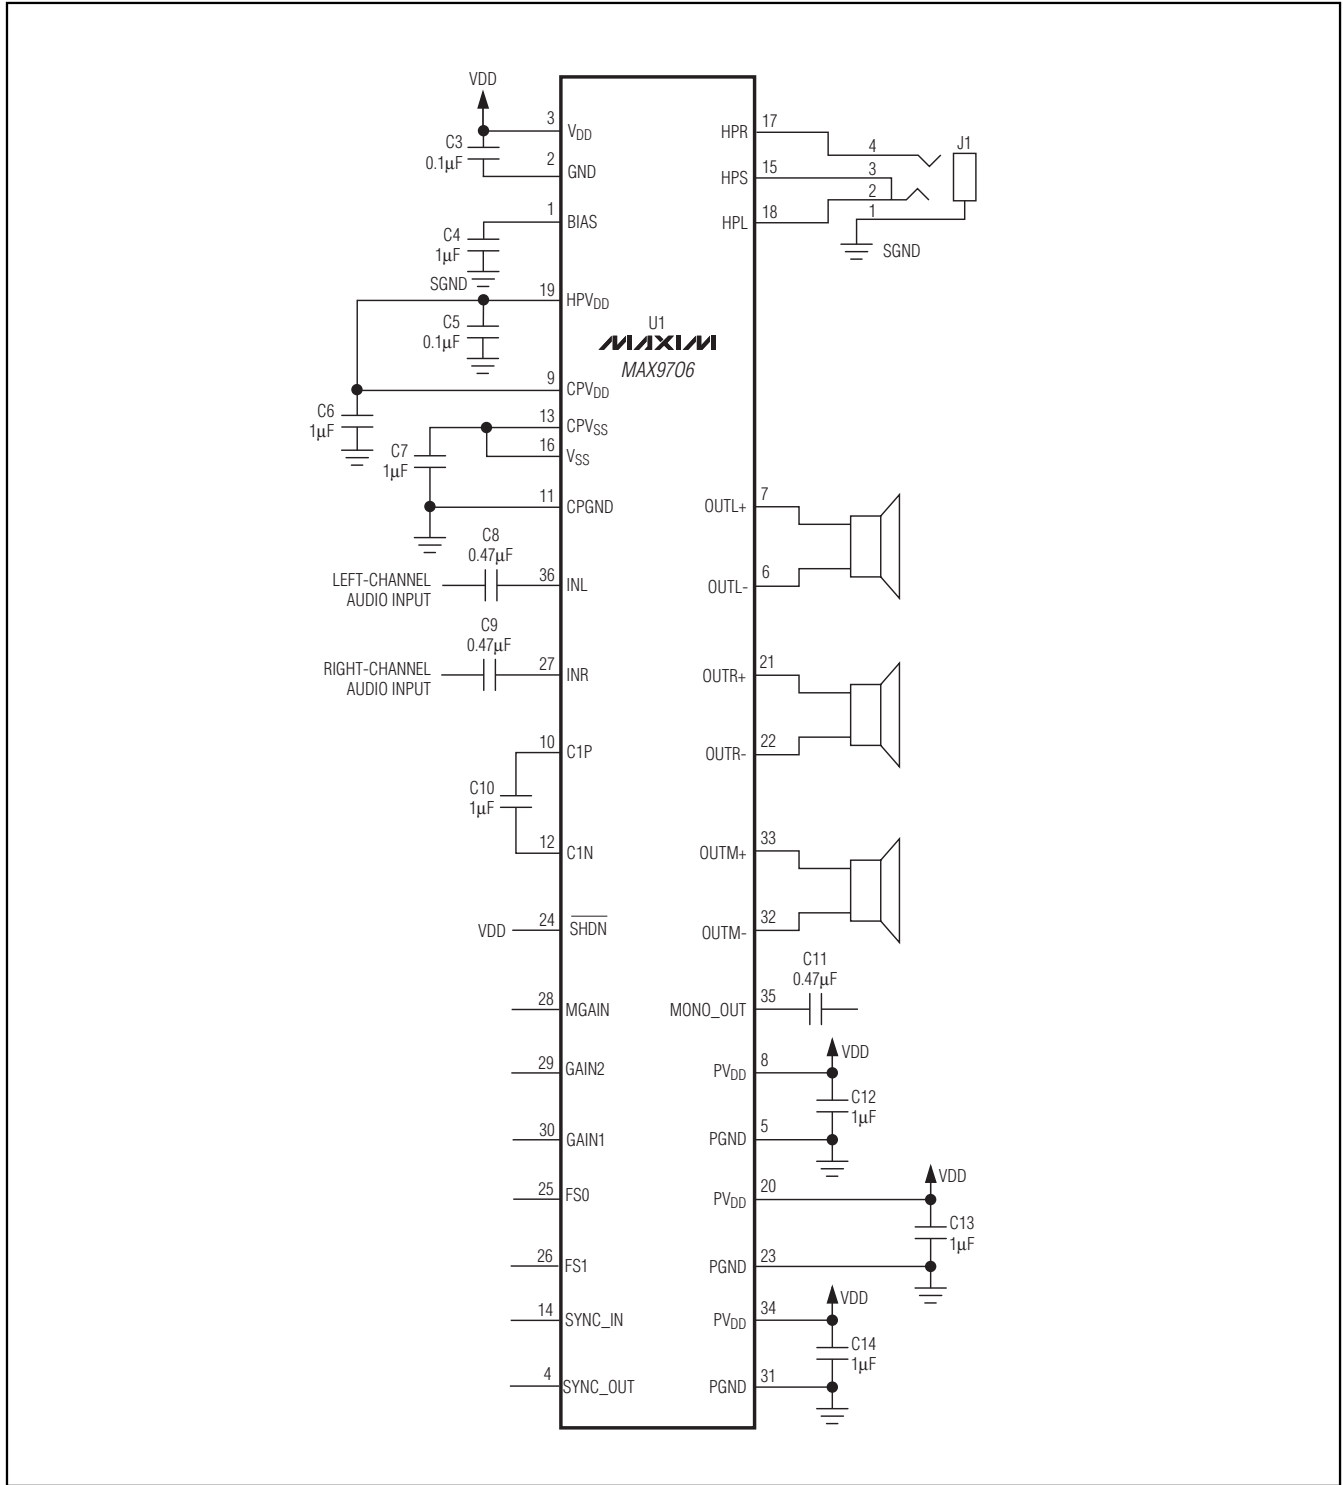 VDD
3
VDD
C3
0.1µF
2
GND
1
BIAS
C4
1µF
SGND
19
HPVDD
C5
0.1µF
9
CPVDD
C6
1µF
13
CPVSS
16
VSS
C7
1µF
11
CPGND
C8
0.47µF
36
INL
LEFT-CHANNEL
AUDIO INPUT
C9
0.47µF
27
INR
RIGHT-CHANNEL
AUDIO INPUT
10
C1P
C10
1µF
12
C1N
VDD
24
SHDN
28
MGAIN
29
GAIN2
30
GAIN1
25
FS0
26
FS1
14
SYNC_IN
4
SYNC_OUT
U1
MAXIM
MAX9706
HPR
17
4
J1
HPS
15
3
2
HPL
18
1
SGND
OUTL+
7
OUTL-
6
OUTR+
21
OUTR-
22
OUTM+
33
OUTM-
32
C11
0.47µF
MONO_OUT
35
VDD
PVDD
8
C12
1µF
PGND
5
VDD
PVDD
20
C13
1µF
PGND
23
VDD
PVDD
34
C14
1µF
PGND
31